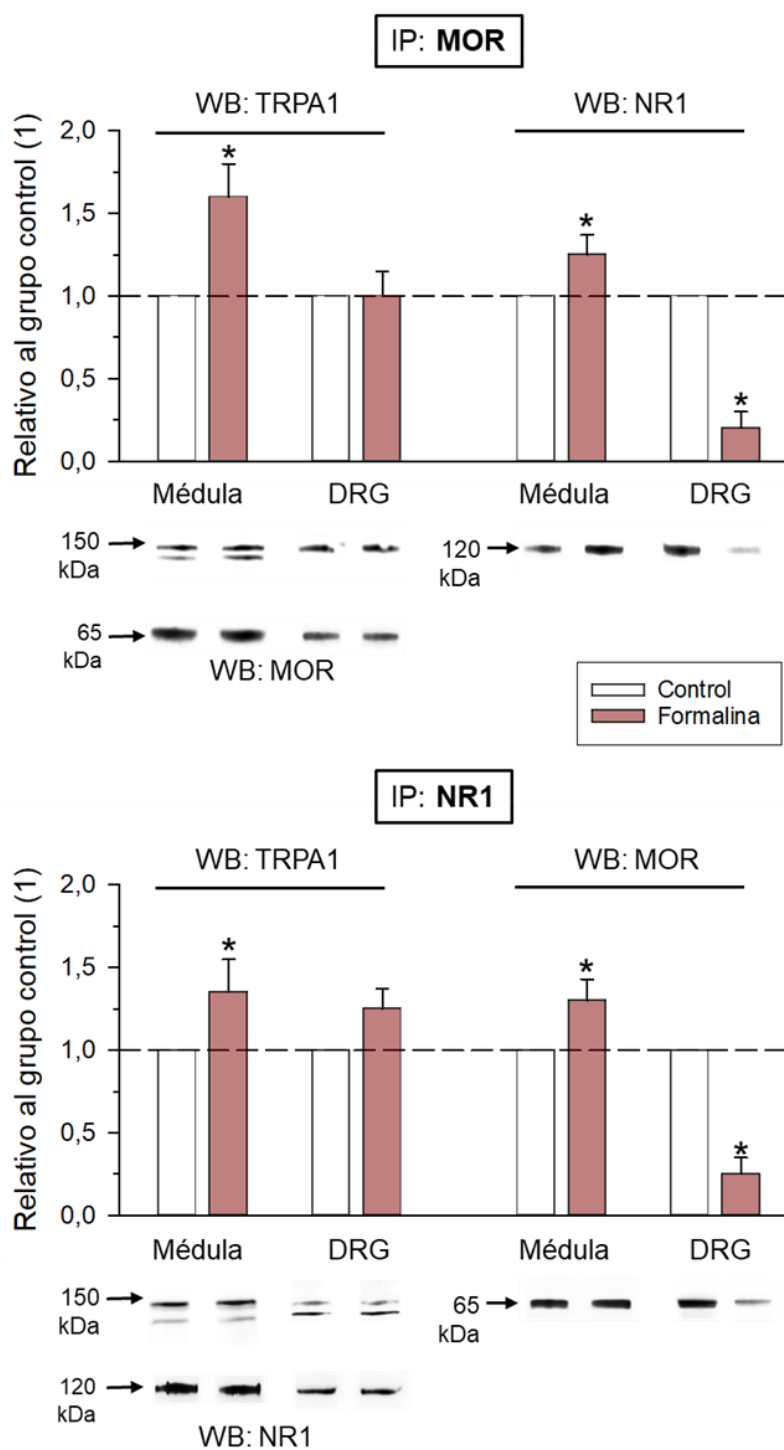 IP: MOR
WB: TRPA1
WB: NR1
Relativo al grupo control (1)
2,0
1,5
1,0
0,5
0,0
*
*
*
Médula
DRG
Médula
DRG
150
kDa
120
kDa
65
kDa
WB: MOR
Control
Formalina
IP: NR1
WB: TRPA1
WB: MOR
Relativo al grupo control (1)
2,0
1,5
1,0
0,5
0,0
*
*
*
Médula
DRG
Médula
DRG
150
kDa
65
kDa
120
kDa
WB: NR1